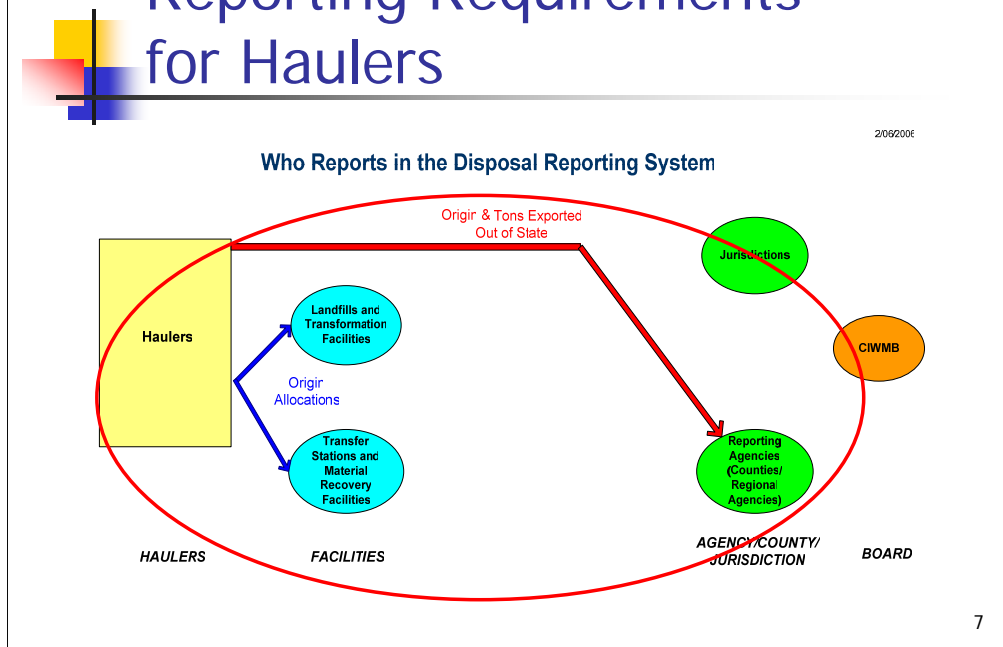 Reporting Requirements
for Haulers
2/06/2006
Who Reports in the Disposal Reporting System
Origin & Tons Exported
Out of State
Jurisdictions
Landfills and
Transformation
Facilities
Haulers
CIWMB
Origin
Allocations
Transfer
Stations and
Material
Recovery
Facilities
Reporting
Agencies
(Counties/
Regional
Agencies)
HAULERS
FACILITIES
AGENCY/COUNTY/
JURISDICTION
BOARD
7